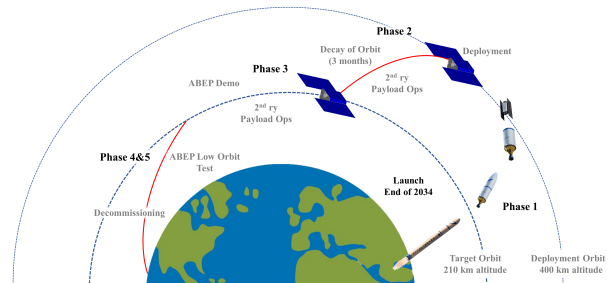 Phase 2
Decay of Orbit
(3 months)
Deployment
Phase 3
2nd ry
Payload Ops
ABEP Demo
2nd ry
Payload Ops
Phase 4&5
ABEP Low Orbit
Test
Launch
End of 2034
Phase 1
Decommissioning
Target Orbit
210 km altitude
Deployment Orbit
400 km altitude